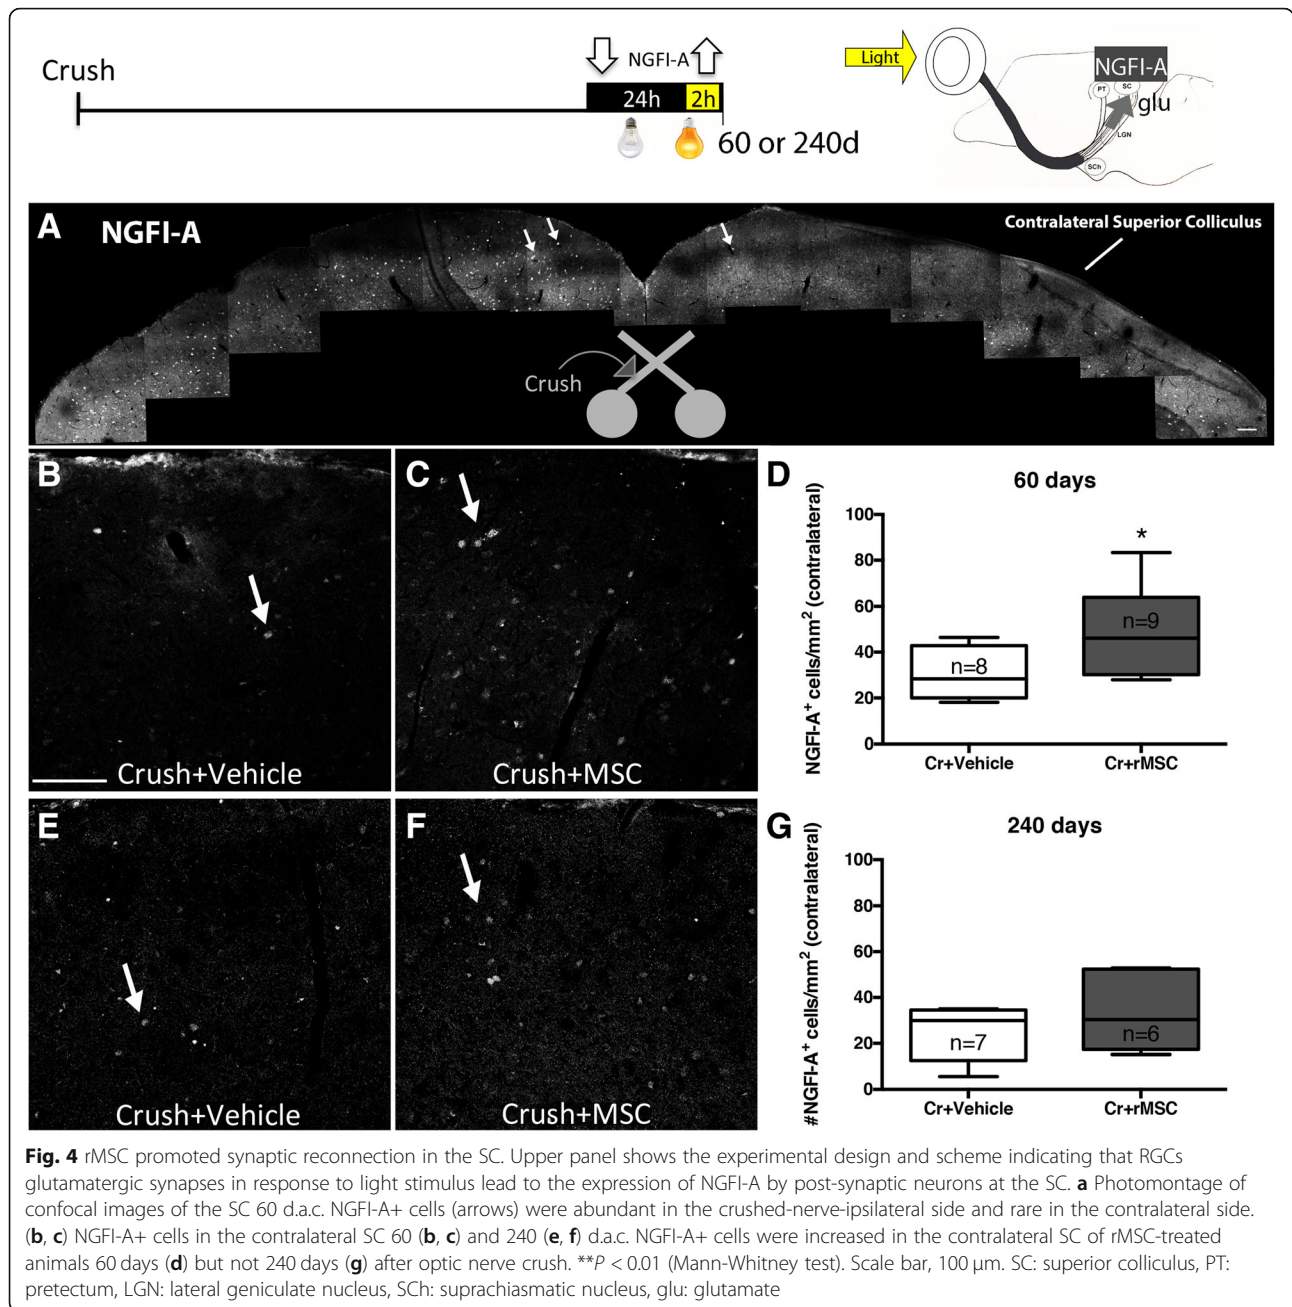 Crush
NGFI-A
24h
2h
60 or 240d
Light
NGFI-A
PT
SC
glu
LGN
SCh
A
NGFI-A
Contralateral Superior Colliculus
Crush
B
Crush+Vehicle
C
Crush+MSC
D
60 days
NGFI-A+ cells/mm² (contralateral)
100
80
60
40
20
0
n=8
n=9
*
Cr+Vehicle
Cr+rMSC
E
Crush+Vehicle
F
Crush+MSC
G
240 days
#NGFI-A+ cells/mm² (contralateral)
100
80
60
40
20
0
n=7
n=6
Cr+Vehicle
Cr+rMSC
Fig. 4 rMSC promoted synaptic reconnection in the SC. Upper panel shows the experimental design and scheme indicating that RGCs
glutamatergic synapses in response to light stimulus lead to the expression of NGFI-A by post-synaptic neurons at the SC. a Photomontage of
confocal images of the SC 60 d.a.c. NGFI-A+ cells (arrows) were abundant in the crushed-nerve-ipsilateral side and rare in the contralateral side.
(b, c) NGFI-A+ cells in the contralateral SC 60 (b, c) and 240 (e, f) d.a.c. NGFI-A+ cells were increased in the contralateral SC of rMSC-treated
animals 60 days (d) but not 240 days (g) after optic nerve crush. **P < 0.01 (Mann-Whitney test). Scale bar, 100 μm. SC: superior colliculus, PT:
pretectum, LGN: lateral geniculate nucleus, SCh: suprachiasmatic nucleus, glu: glutamate